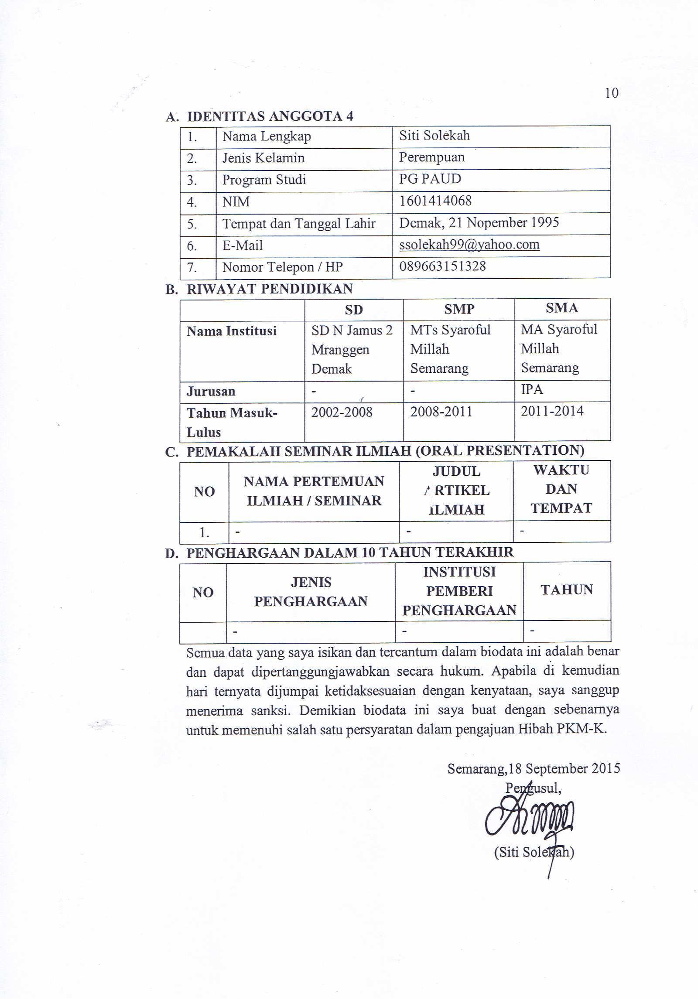 10
A. IDENTITAS ANGGOTA 4
1. Nama Lengkap Siti Solekah
2. Jenis Kelamin Perempuan
3. Program Studi PG PAUD
4. NIM 1601414068
5. Tempat dan Tanggal Lahir Demak, 21 Nopember 1995
6. E-Mail ssolekah99@yahoo.com
7. Nomor Telepon / HP 089663151328
B. RIWAYAT PENDIDIKAN
SD SMP SMA
Nama Institusi SD N Jamus 2 MTs Syaroful MA Syaroful
Mranggen Millah Millah
Demak Semarang Semarang
Jurusan - - IPA
Tahun Masuk- 2002-2008 2008-2011 2011-2014
Lulus
C. PEMAKALAH SEMINAR ILMIAH (ORAL PRESENTATION)
NO NAMA PERTEMUAN ILMIAH / SEMINAR JUDUL ARTIKEL ILMIAH WAKTU DAN TEMPAT
1. - - -
D. PENGHARGAAN DALAM 10 TAHUN TERAKHIR
NO JENIS PENGHARGAAN INSTITUSI PEMBERI PENGHARGAAN TAHUN
- - -
Semua data yang saya isikan dan tercantum dalam biodata ini adalah benar
dan dapat dipertanggungjawabkan secara hukum. Apabila di kemudian
hari ternyata dijumpai ketidaksesuaian dengan kenyataan, saya sanggup
menerima sanksi. Demikian biodata ini saya buat dengan sebenarnya
untuk memenuhi salah satu persyaratan dalam pengajuan Hibah PKM-K.
Semarang,18 September 2015
Pengusul,
(Siti Solekah)